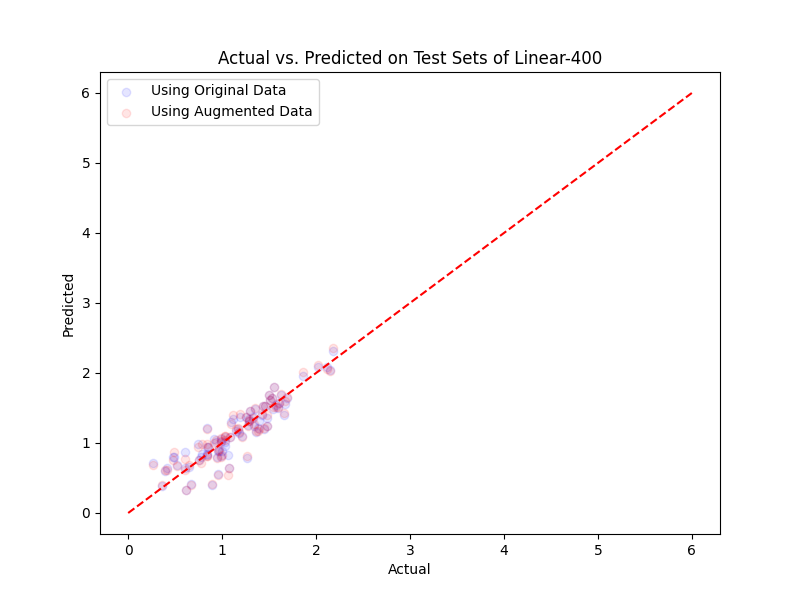 Actual vs. Predicted on Test Sets of Linear-400
Using Original Data
Using Augmented Data
6
5
4
3
2
1
0
Predicted
0 1 2 3 4 5 6
Actual